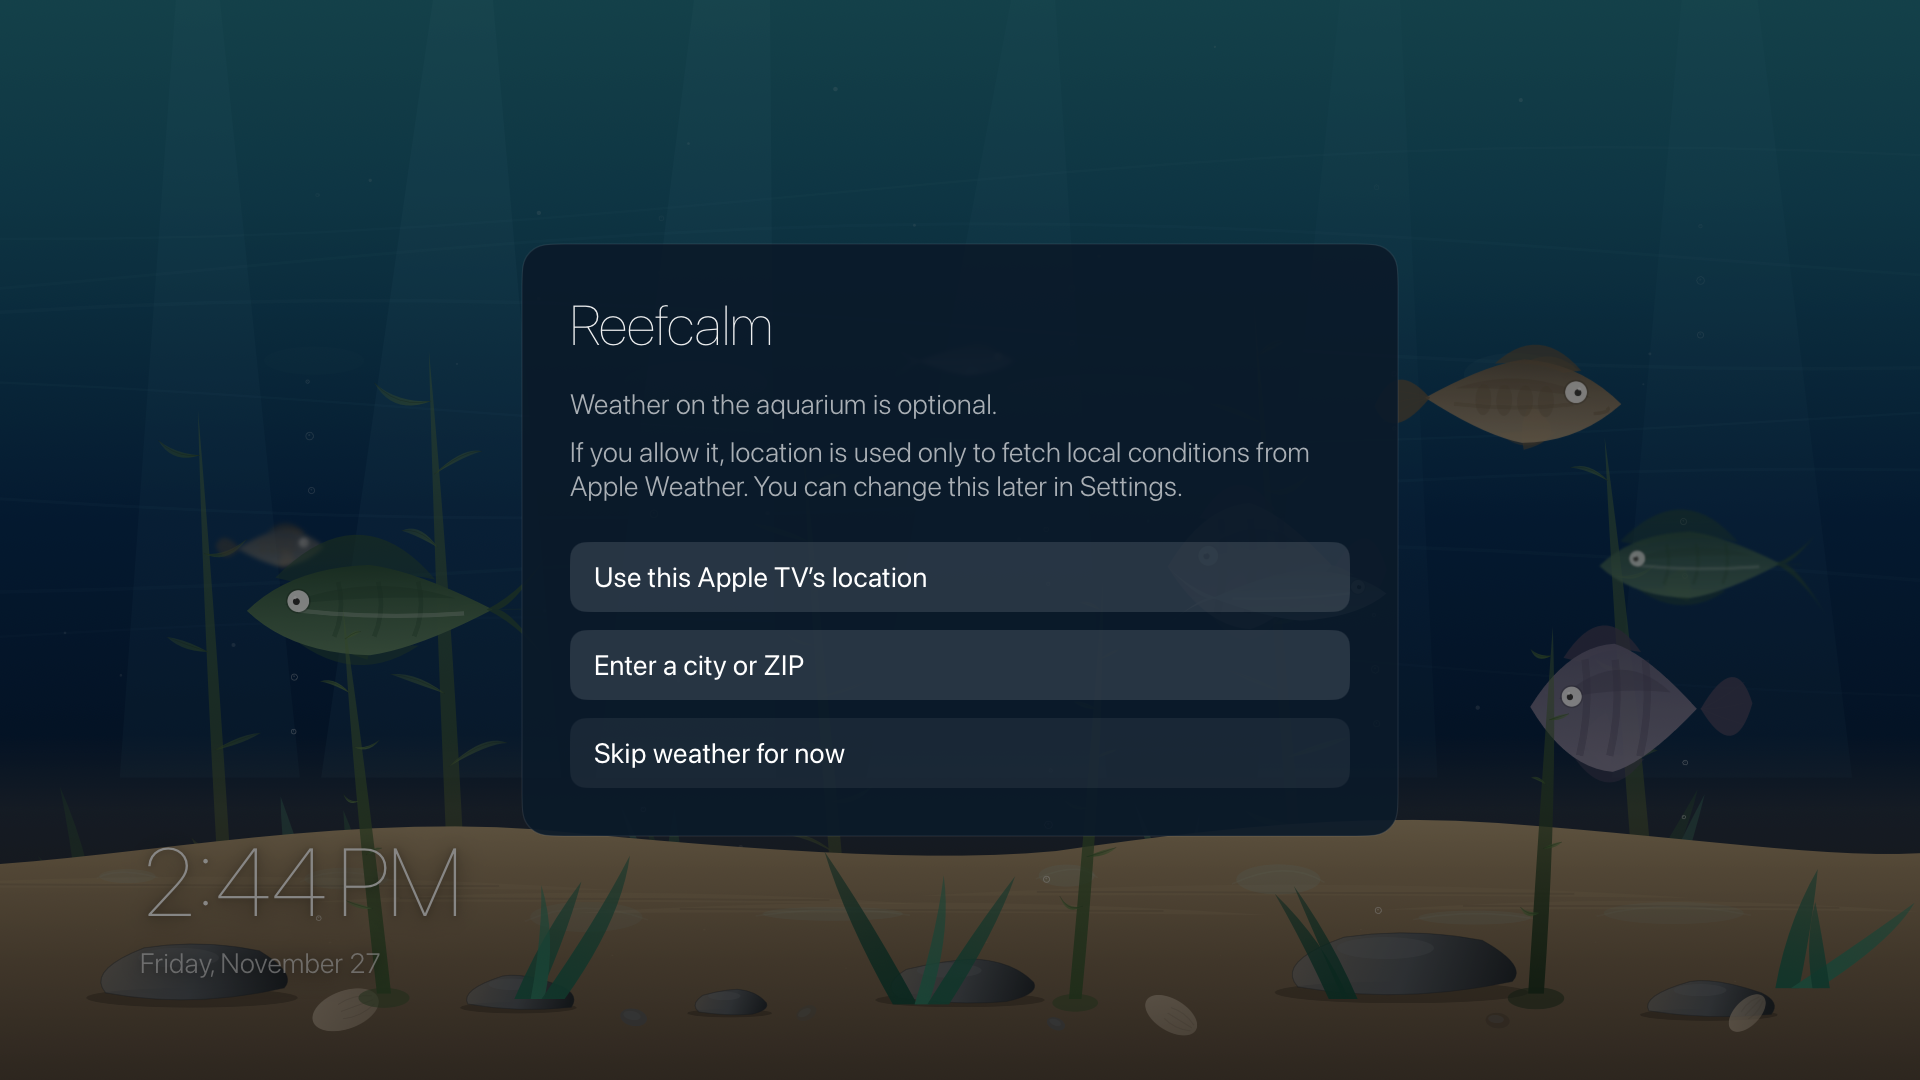 Reefcalm
Weather on the aquarium is optional.
If you allow it, location is used only to fetch local conditions from
Apple Weather. You can change this later in Settings.
Use this Apple TV’s location
Enter a city or ZIP
Skip weather for now
2:44 PM
Friday, November 27